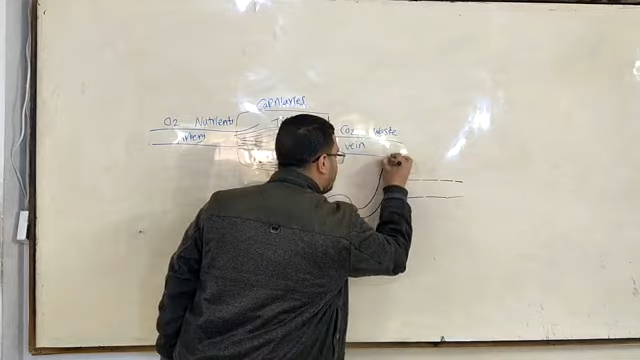 Capillaries
O2 Nutrients
Artery
CO2 waste
vein